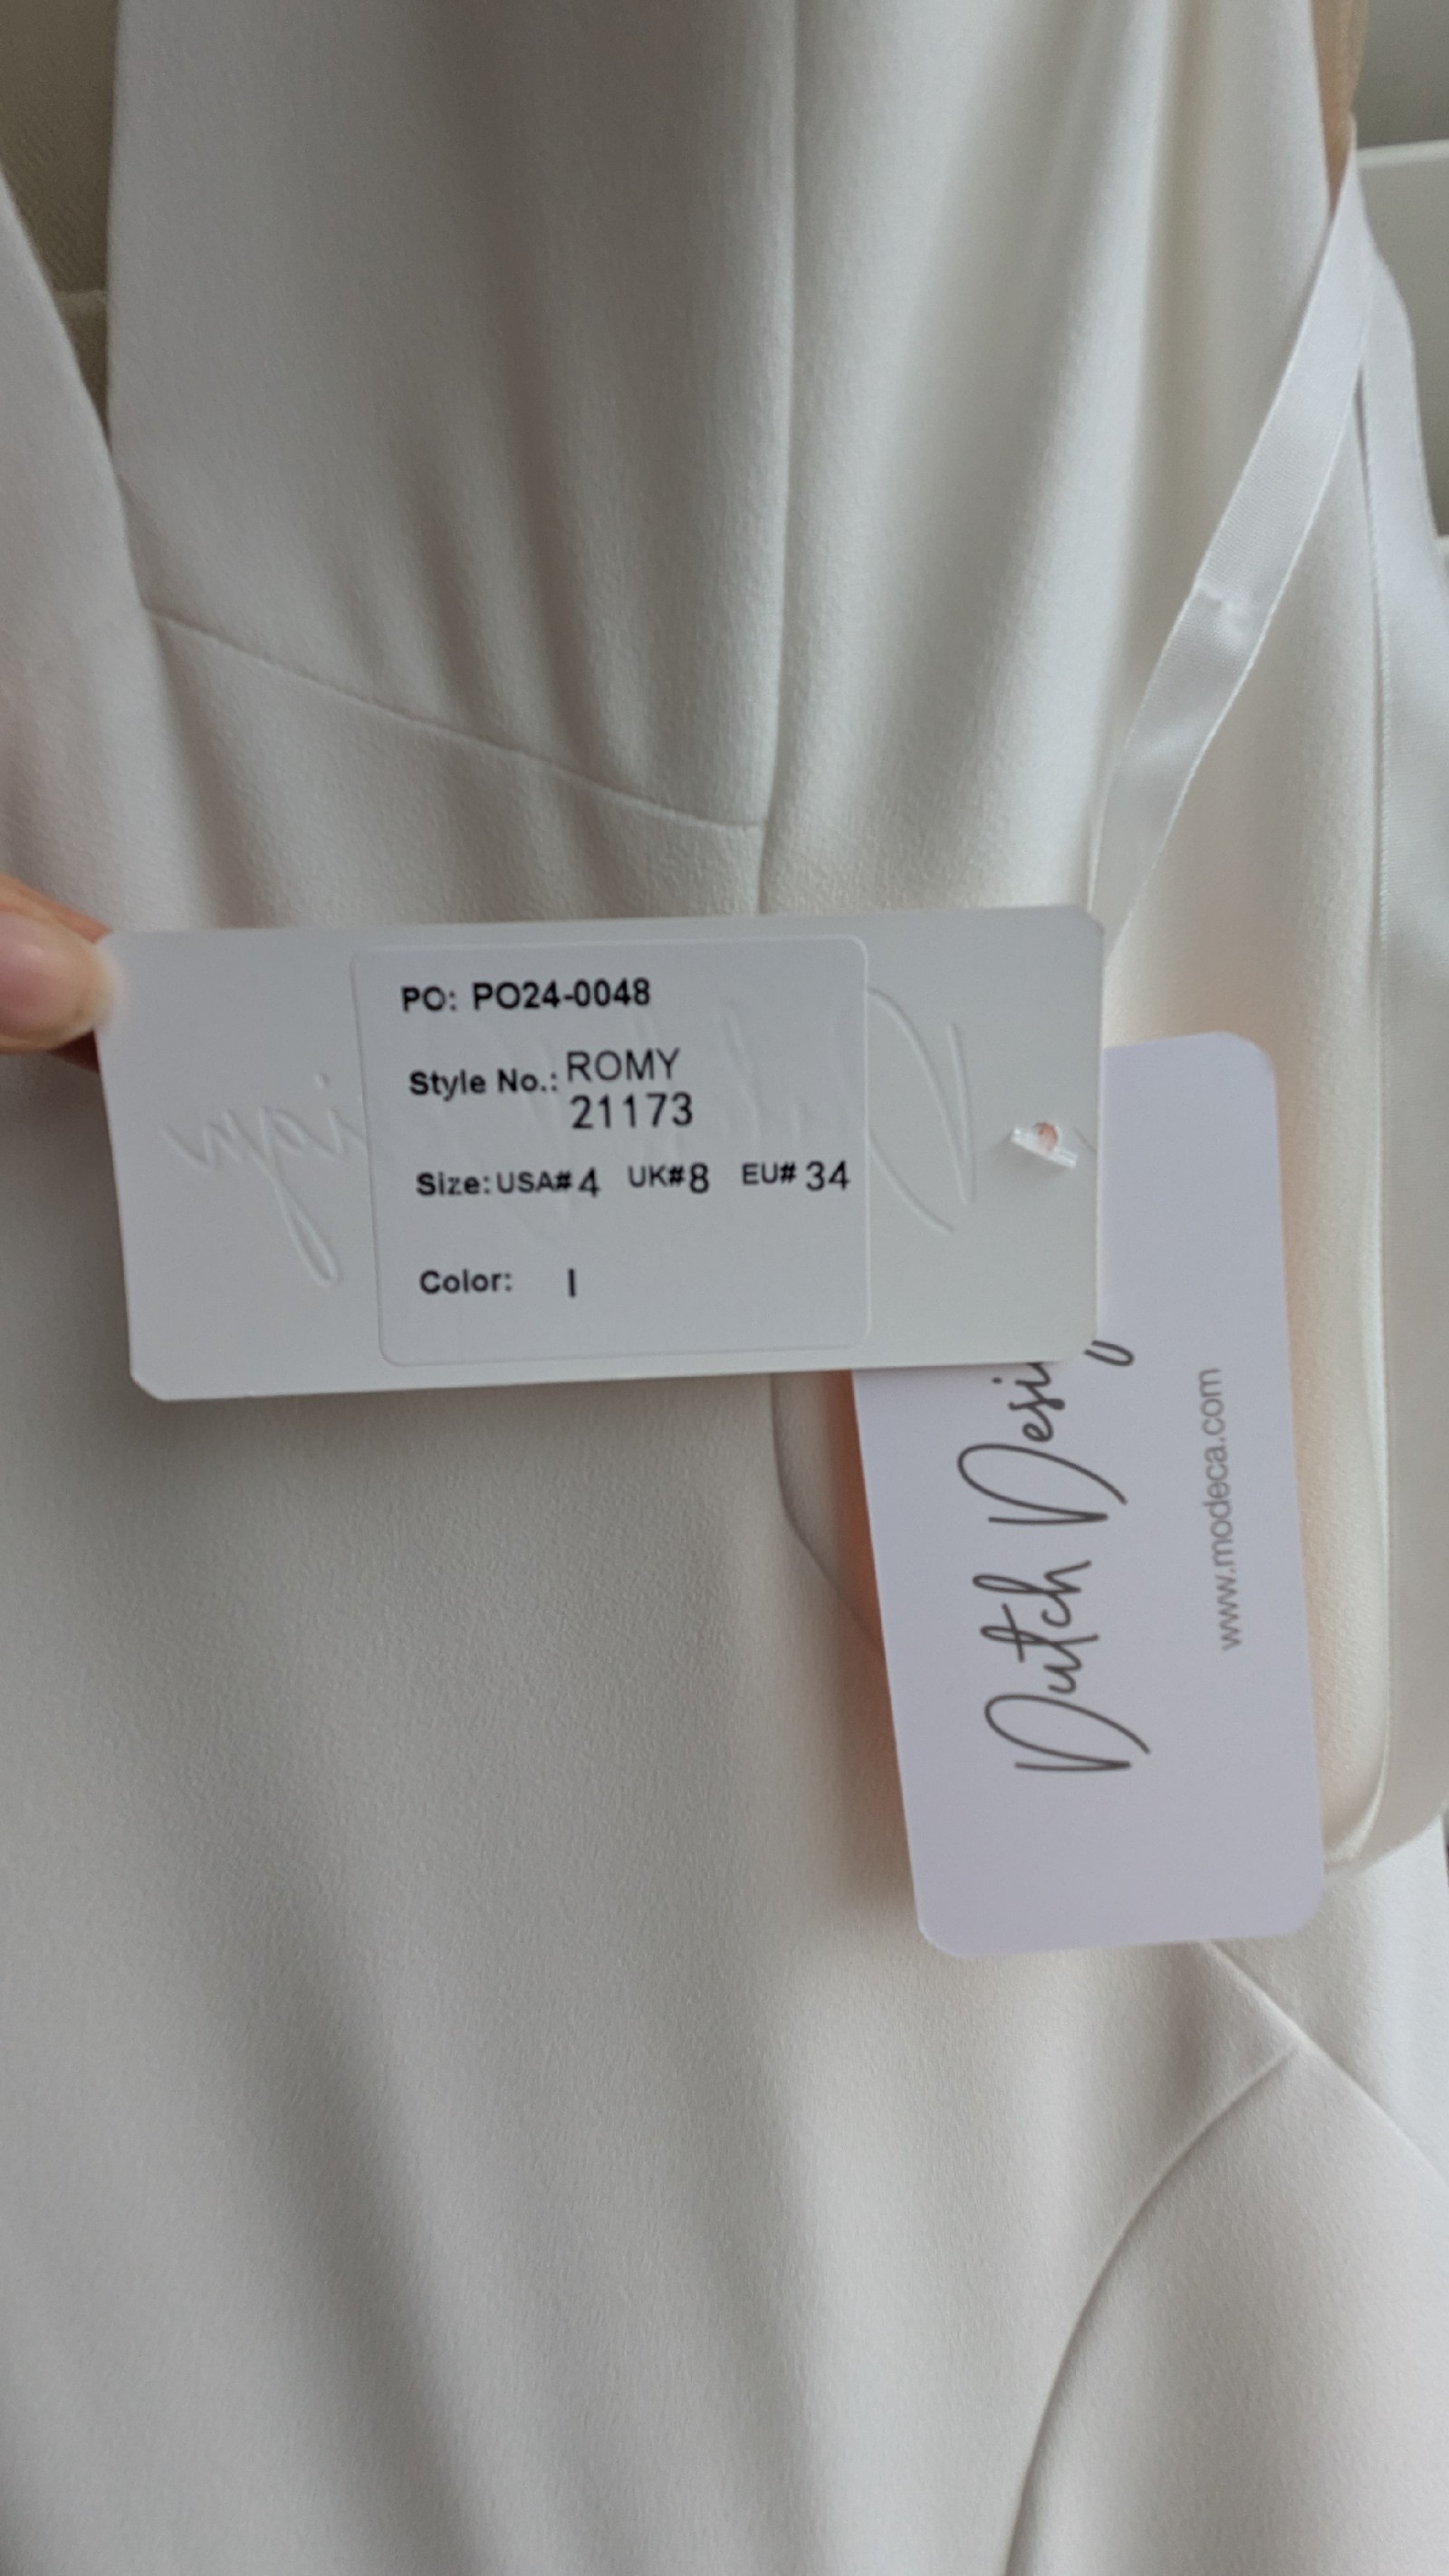 PO: PO24-0048
Style No.: ROMY
21173
Size: USA# 4 UK# 8 EU# 34
Color: I
Dutch Desig
www.modeca.com